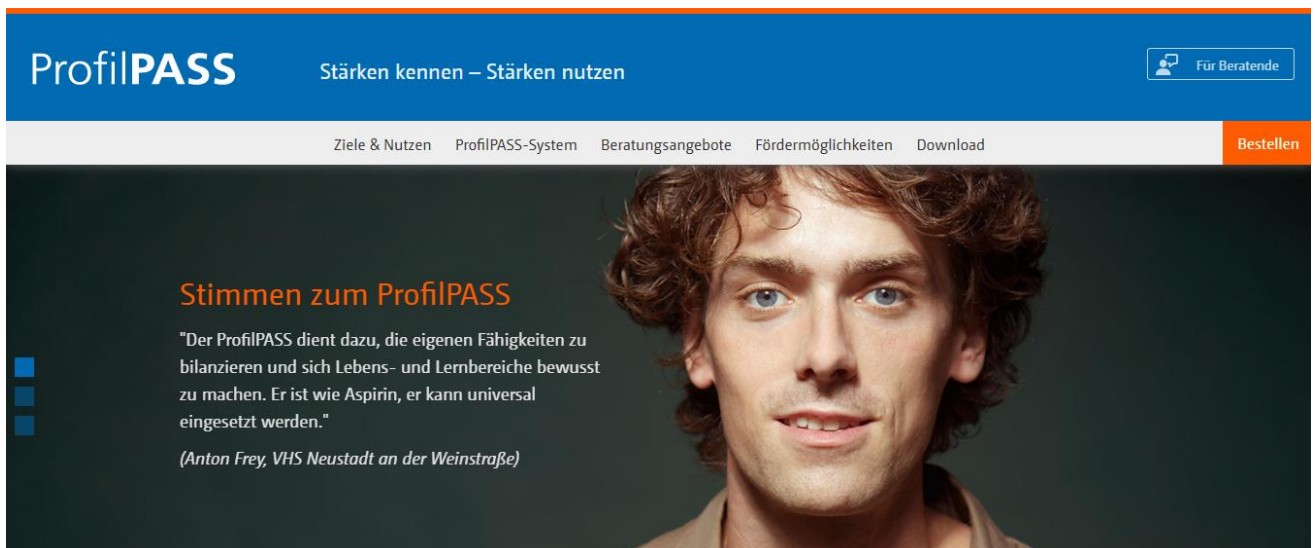 ProfilPASS
Stärken kennen – Stärken nutzen
Für Beratende
Ziele & Nutzen ProfilPASS-System Beratungsangebote Fördermöglichkeiten Download
Bestellen
Stimmen zum ProfilPASS
"Der ProfilPASS dient dazu, die eigenen Fähigkeiten zu
bilanzieren und sich Lebens- und Lernbereiche bewusst
zu machen. Er ist wie Aspirin, er kann universal
eingesetzt werden."
(Anton Frey, VHS Neustadt an der Weinstraße)